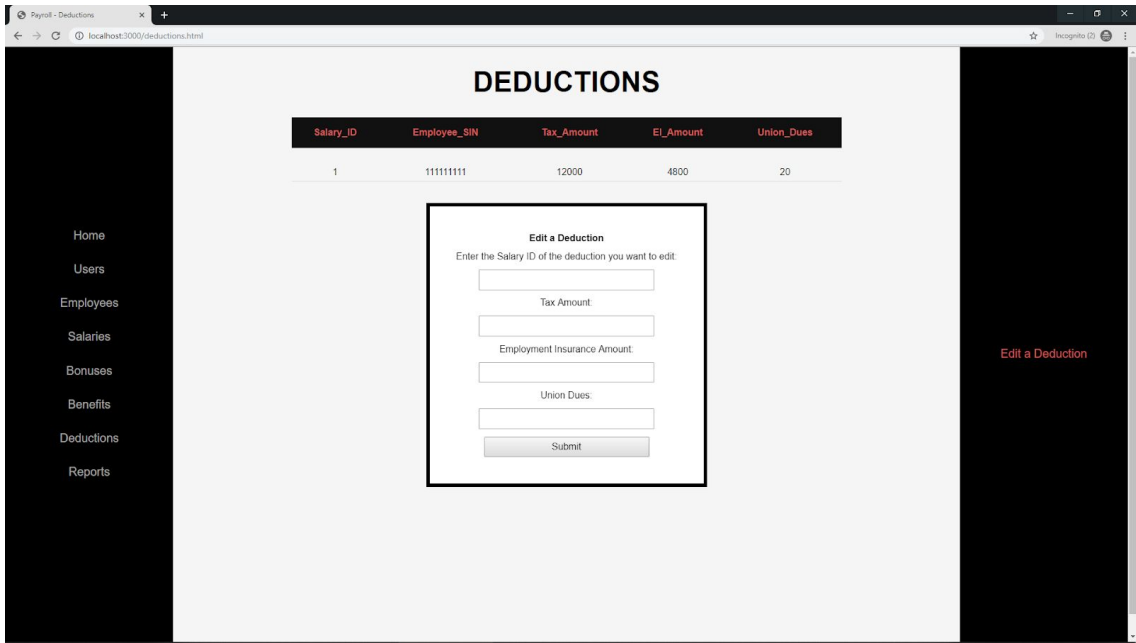 Payroll - Deductions
localhost:3000/deductions.html
Incognito (2)
DEDUCTIONS
Salary_ID Employee_SIN Tax_Amount EI_Amount Union_Dues
1 111111111 12000 4800 20
Home
Users
Employees
Salaries
Bonuses
Benefits
Deductions
Reports
Edit a Deduction
Enter the Salary ID of the deduction you want to edit:
Tax Amount:
Employment Insurance Amount:
Union Dues:
Submit
Edit a Deduction